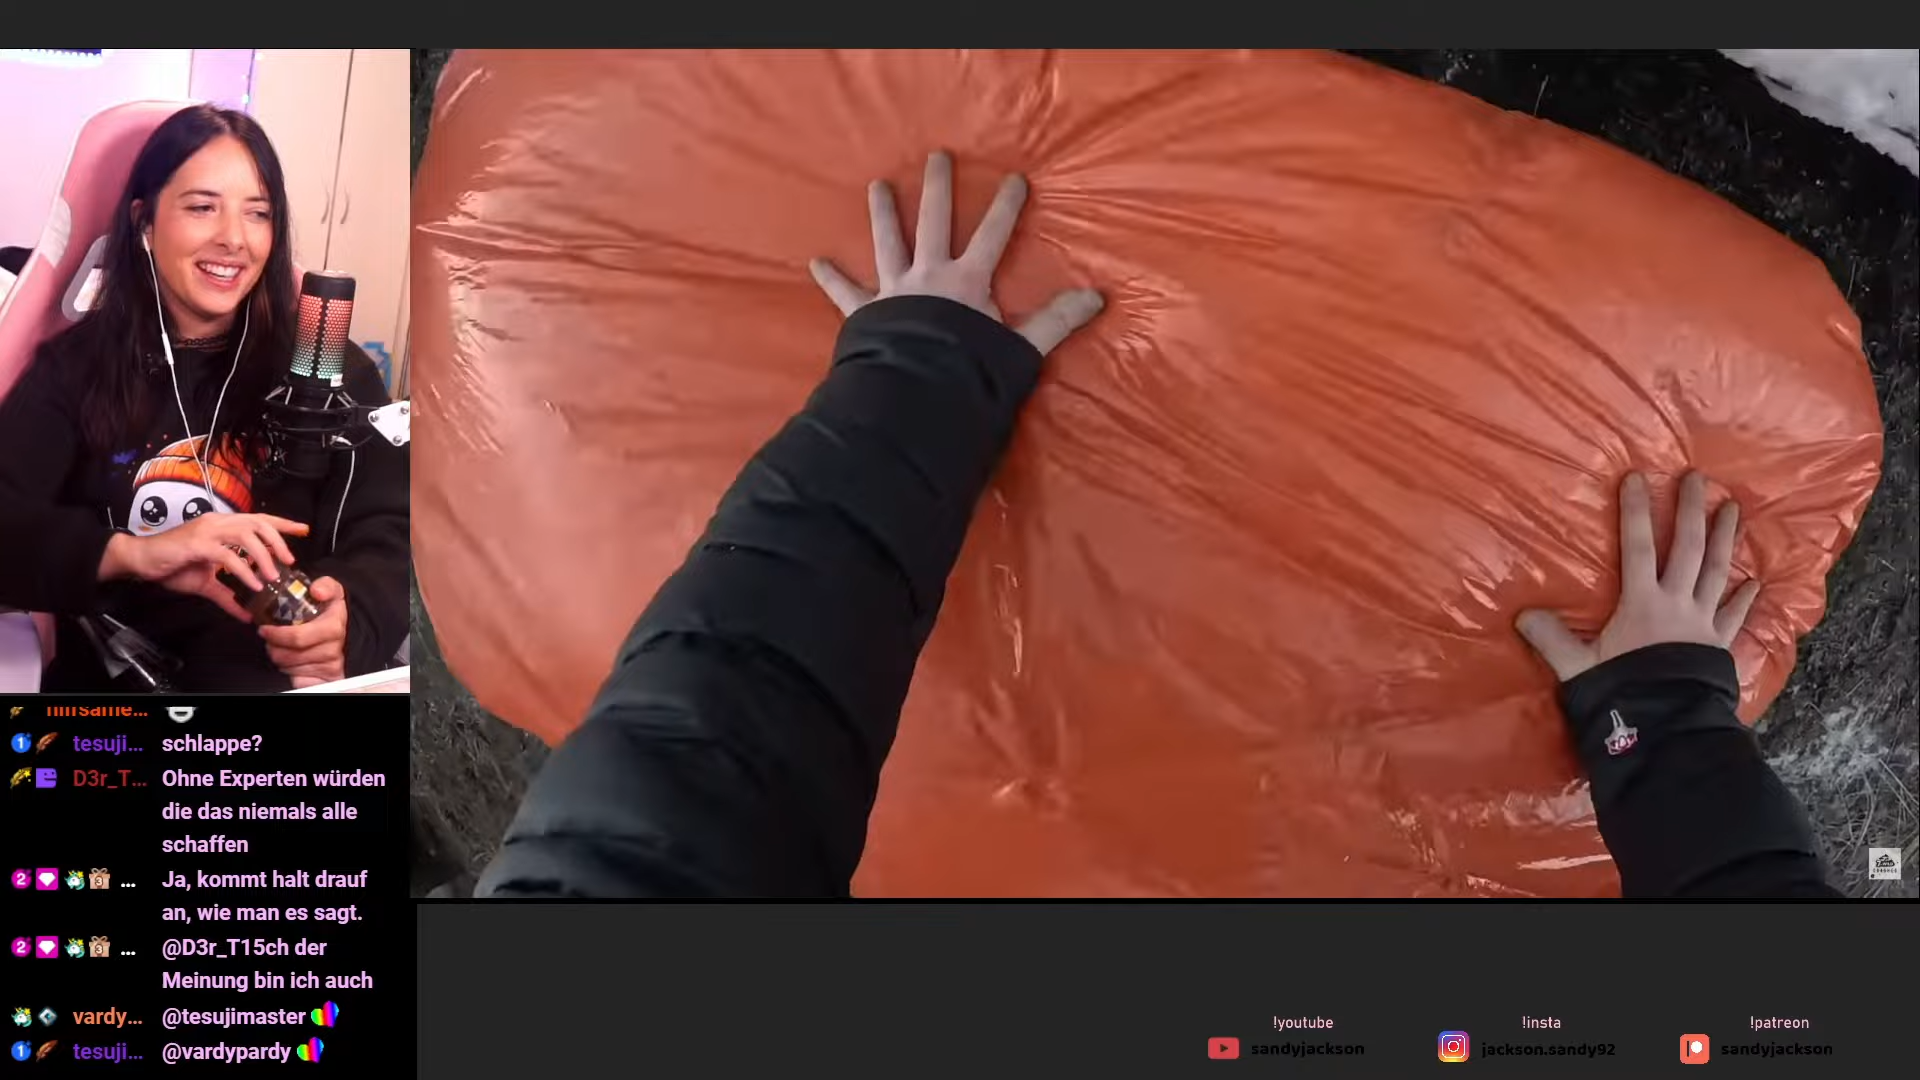 tesuji... schlappe?
D3r_T... Ohne Experten würden
die das niemals alle
schaffen
... Ja, kommt halt drauf
an, wie man es sagt.
... @D3r_T15ch der
Meinung bin ich auch
vardy... @tesujimaster
tesuji... @vardypardy
!youtube
sandyjackson
!insta
jackson.sandy92
!patreon
sandyjackson